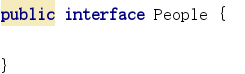 public interface People {
}